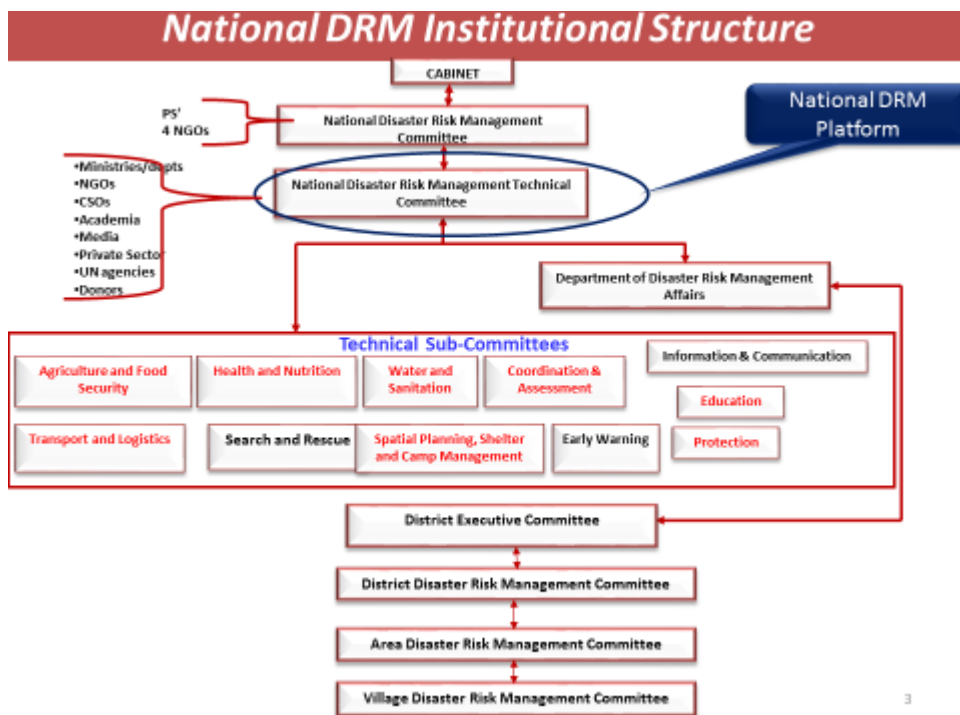 National DRM Institutional Structure
CABINET
PS'
4 NGOs
National Disaster Risk Management
Committee
National DRM
Platform
•Ministries/depts
•NGOs
•CSOs
•Academia
•Media
•Private Sector
•UN agencies
•Donors
National Disaster Risk Management Technical
Committee
Department of Disaster Risk Management
Affairs
Technical Sub-Committees
Agriculture and Food
Security
Health and Nutrition
Water and
Sanitation
Coordination &
Assessment
Information & Communication
Education
Transport and Logistics
Search and Rescue
Spatial Planning, Shelter
and Camp Management
Early Warning
Protection
District Executive Committee
District Disaster Risk Management Committee
Area Disaster Risk Management Committee
Village Disaster Risk Management Committee
3